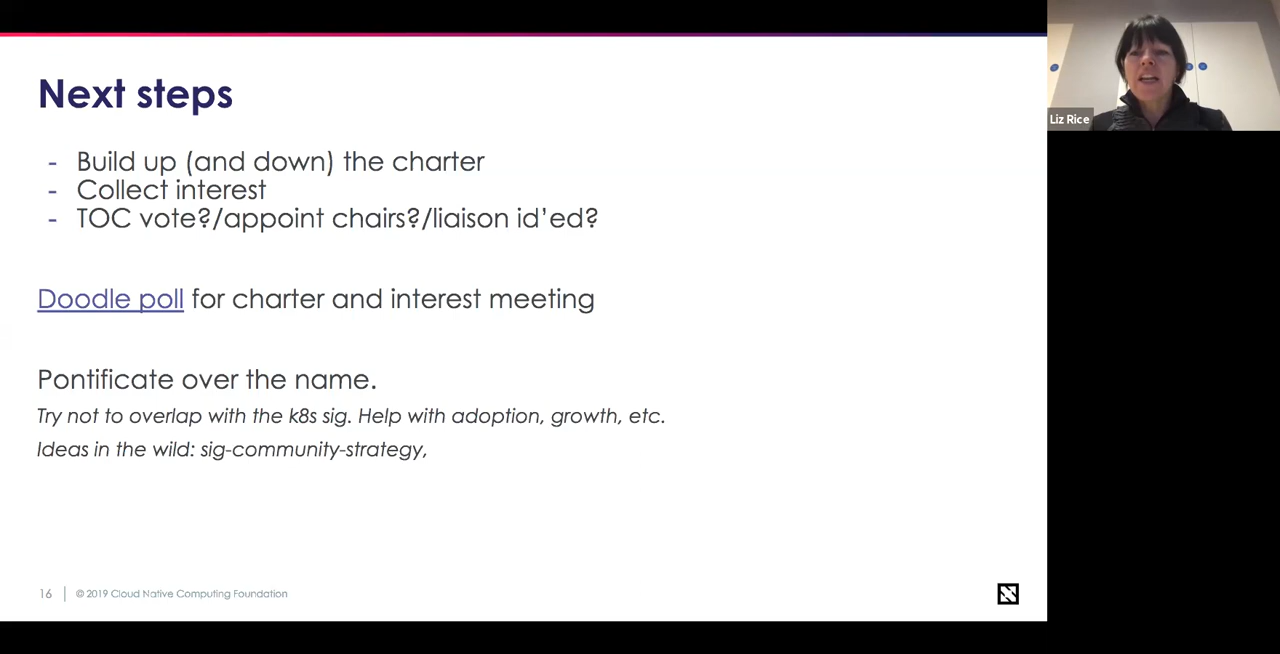 Next steps
- Build up (and down) the charter
- Collect interest
- TOC vote?/appoint chairs?/liaison id’ed?
Doodle poll for charter and interest meeting
Pontificate over the name.
Try not to overlap with the k8s sig. Help with adoption, growth, etc.
Ideas in the wild: sig-community-strategy,
16 | © 2019 Cloud Native Computing Foundation
Liz Rice